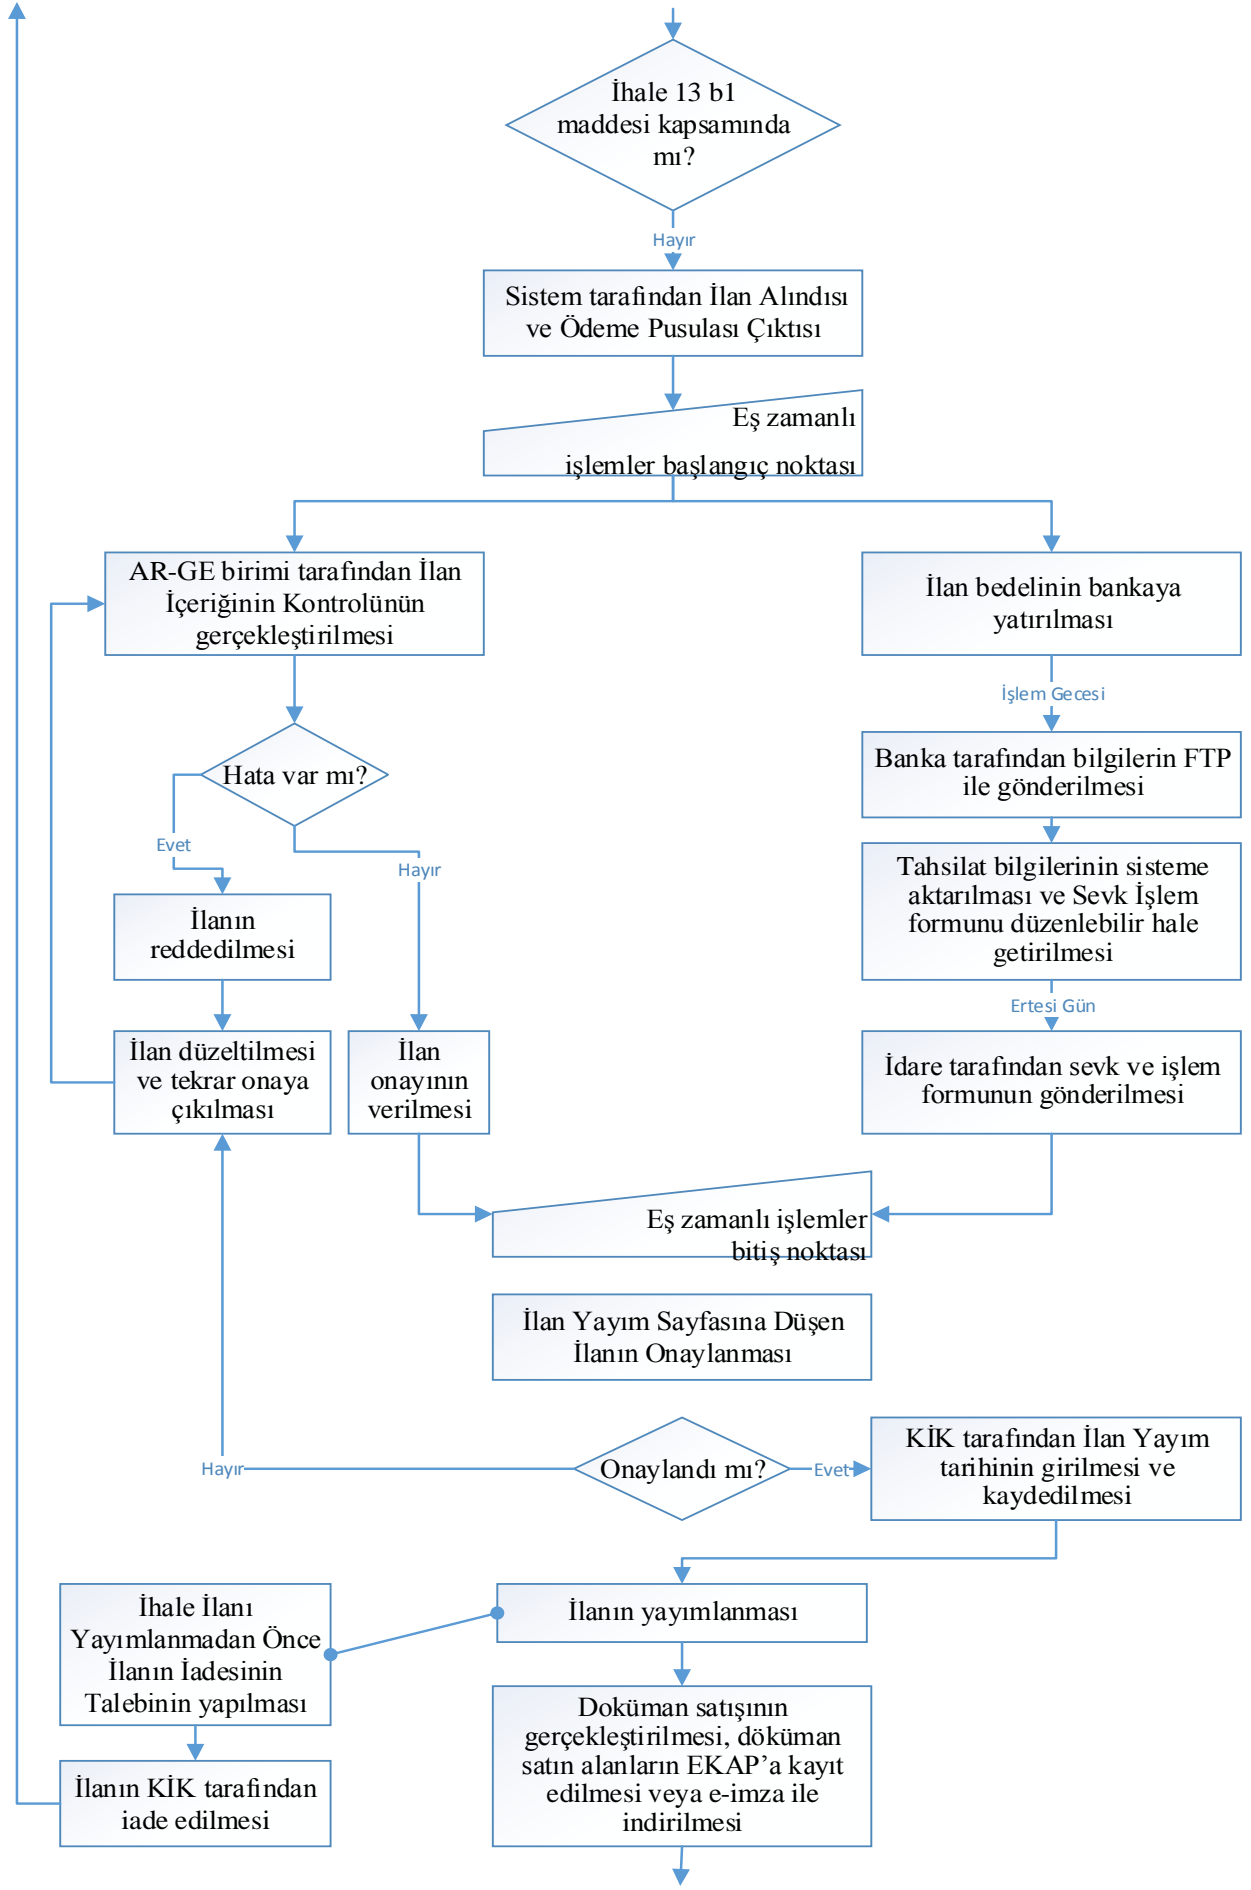 İhale 13 b1
maddesi kapsamında
mı?
Hayır
Sistem tarafından İlan Alındısı
ve Ödeme Pusulası Çıktısı
Eş zamanlı
işlemler başlangıç noktası
AR-GE birimi tarafından İlan
İçeriğinin Kontrolünün
gerçekleştirilmesi
İlan bedelinin bankaya
yatırılması
İşlem Gecesi
Hata var mı?
Banka tarafından bilgilerin FTP
ile gönderilmesi
Evet
Hayır
Tahsilat bilgilerinin sisteme
aktarılması ve Sevk İşlem
formunu düzenlebilir hale
getirilmesi
İlanın
reddedilmesi
Ertesi Gün
İlan düzeltilmesi
ve tekrar onaya
çıkılması
İlan
onayının
verilmesi
İdare tarafından sevk ve işlem
formunun gönderilmesi
Eş zamanlı işlemler
bitiş noktası
İlan Yayım Sayfasına Düşen
İlanın Onaylanması
Hayır
Onaylandı mı?
Evet
KİK tarafından İlan Yayım
tarihinin girilmesi ve
kaydedilmesi
İhale İlanı
Yayımlanmadan Önce
İlanın İadesinin
Talebinin yapılması
İlanın yayımlanması
İlanın KİK tarafından
iade edilmesi
Doküman satışının
gerçekleştirilmesi, döküman
satın alanların EKAP’a kayıt
edilmesi veya e-imza ile
indirilmesi